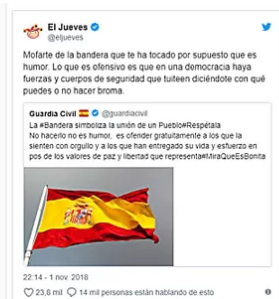 El Jueves
@eljueves
Mofarte de la bandera que te ha tocado por supuesto que es
humor. Lo que es ofensivo es que en una democracia haya
fuerzas y cuerpos de seguridad que tuiteen diciéndote con qué
puedes o no hacer broma.
Guardia Civil @guardiacivil
La #Bandera simboliza la unión de un Pueblo#Respétala
No hacerlo no es humor, es ofender gratuitamente a los que la
sienten con orgullo y a los que han entregado su vida y esfuerzo en
pos de los valores de paz y libertad que representa#MiraQueEsBonita
22:14 - 1 nov. 2018
23,8 mil 14 mil personas están hablando de esto